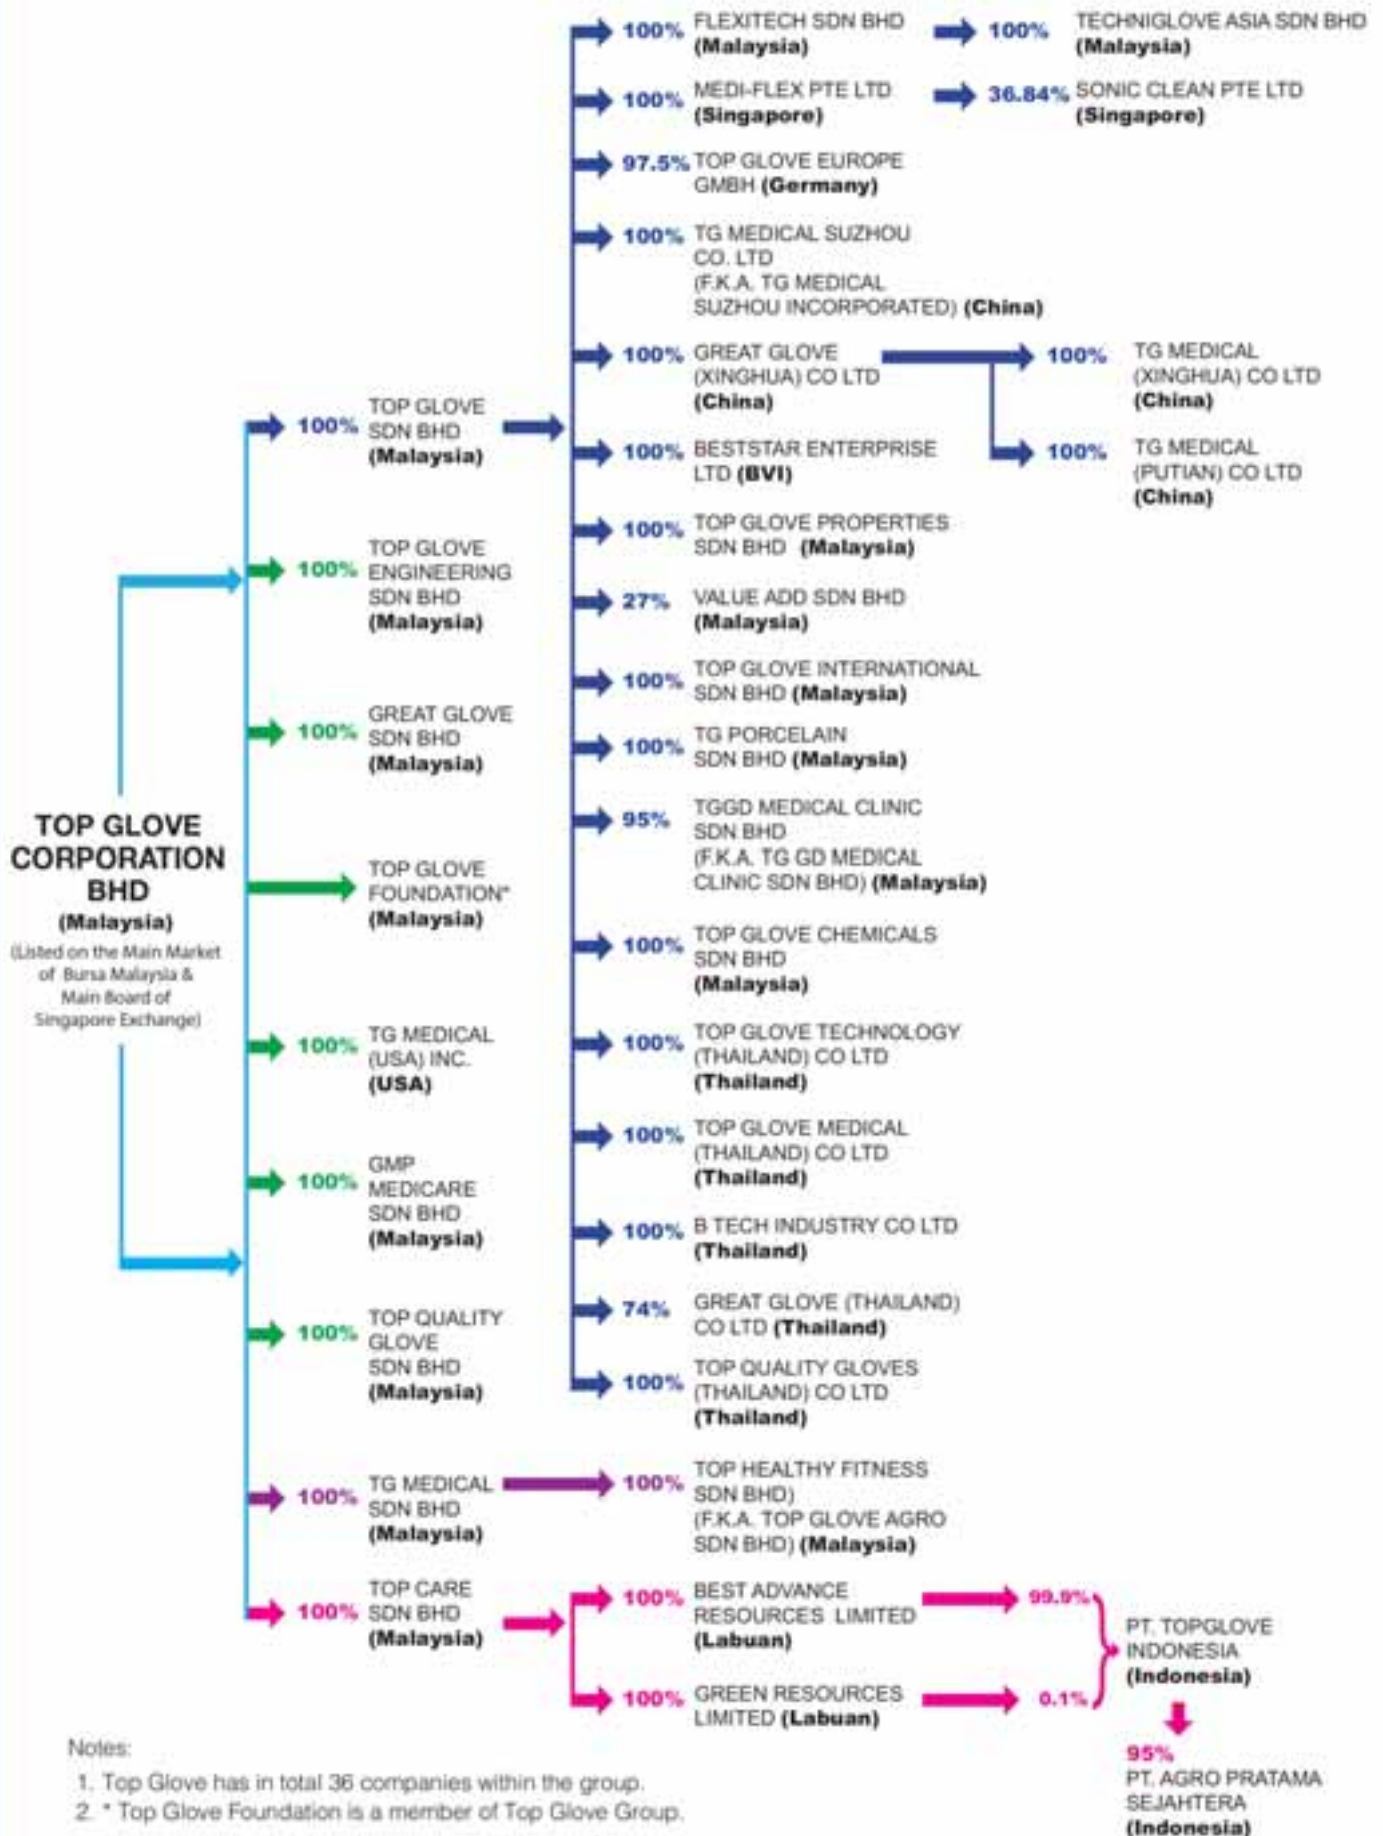 TOP GLOVE
CORPORATION
BHD
(Malaysia)
(Listed on the Main Market
of Bursa Malaysia &
Main Board of
Singapore Exchange)
100%
TOP GLOVE
SDN BHD
(Malaysia)
100%
TOP GLOVE
ENGINEERING
SDN BHD
(Malaysia)
100%
GREAT GLOVE
SDN BHD
(Malaysia)
TOP GLOVE
FOUNDATION*
(Malaysia)
100%
TG MEDICAL
(USA) INC.
(USA)
100%
GMP
MEDICARE
SDN BHD
(Malaysia)
100%
TOP QUALITY
GLOVE
SDN BHD
(Malaysia)
100%
TG MEDICAL
SDN BHD
(Malaysia)
100%
TOP CARE
SDN BHD
(Malaysia)
100% FLEXITECH SDN BHD
(Malaysia)
100% TECHNIGLOVE ASIA SDN BHD
(Malaysia)
100% MEDI-FLEX PTE LTD
(Singapore)
36.84% SONIC CLEAN PTE LTD
(Singapore)
97.5% TOP GLOVE EUROPE
GMBH (Germany)
100% TG MEDICAL SUZHOU
CO. LTD
(F.K.A. TG MEDICAL
SUZHOU INCORPORATED) (China)
100% GREAT GLOVE
(XINGHUA) CO LTD
(China)
100% TG MEDICAL
(XINGHUA) CO LTD
(China)
100% TG MEDICAL
(PUTIAN) CO LTD
(China)
100% BESTSTAR ENTERPRISE
LTD (BVI)
100% TOP GLOVE PROPERTIES
SDN BHD (Malaysia)
27% VALUE ADD SDN BHD
(Malaysia)
100% TOP GLOVE INTERNATIONAL
SDN BHD (Malaysia)
100% TG PORCELAIN
SDN BHD (Malaysia)
95% TGGD MEDICAL CLINIC
SDN BHD
(F.K.A. TG GD MEDICAL
CLINIC SDN BHD) (Malaysia)
100% TOP GLOVE CHEMICALS
SDN BHD
(Malaysia)
100% TOP GLOVE TECHNOLOGY
(THAILAND) CO LTD
(Thailand)
100% TOP GLOVE MEDICAL
(THAILAND) CO LTD
(Thailand)
100% B TECH INDUSTRY CO LTD
(Thailand)
74% GREAT GLOVE (THAILAND)
CO LTD (Thailand)
100% TOP QUALITY GLOVES
(THAILAND) CO LTD
(Thailand)
100% TOP HEALTHY FITNESS
SDN BHD)
(F.K.A. TOP GLOVE AGRO
SDN BHD) (Malaysia)
100% BEST ADVANCE
RESOURCES LIMITED
(Labuan)
99.9%
100% GREEN RESOURCES
LIMITED (Labuan)
0.1%
PT. TOPGLOVE
INDONESIA
(Indonesia)
95%
PT. AGRO PRATAMA
SEJAHTERA
(Indonesia)
Notes:
1. Top Glove has in total 36 companies within the group.
2. * Top Glove Foundation is a member of Top Glove Group.